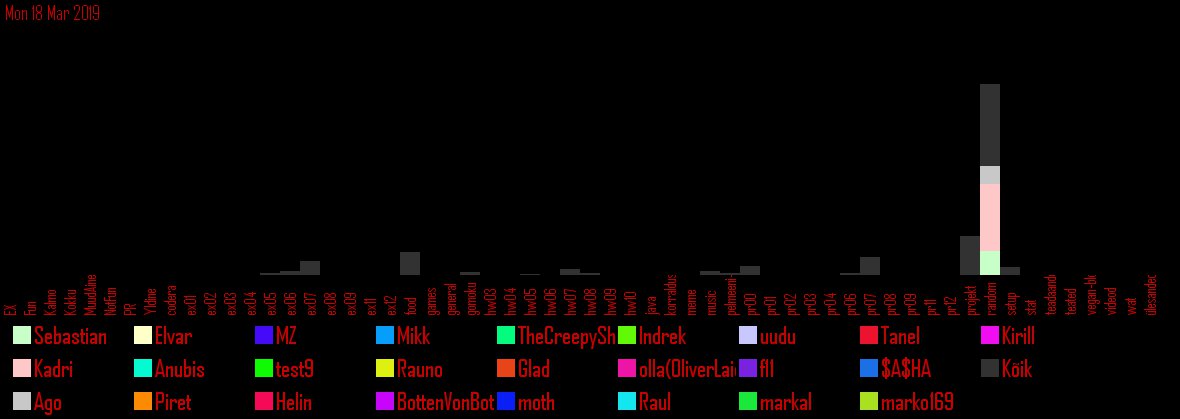 Mon 18 Mar 2019
EX Fun Kalmo Kokku MuudAine NotFun PR Yldine codera ex01 ex02 ex03 ex04 ex05 ex06 ex07 ex08 ex09 ex11 ex12 food games general gomoku hw03 hw04 hw05 hw07 hw08 hw09 hw10 java korraldus meme music pelmeeni pr00 pr01 pr02 pr03 pr04 pr06 pr07 pr08 pr09 pr11 pr12 projekt random setup stat teadaandi teated vegan-bk videod wat ülesanded
Sebastian Elvar MZ Mikk TheCreepySh Indrek uudu Tanel Kirill
Kadri Anubis test9 Rauno Glad olla(OliverLai fl1 $A$HA Kõik
Ago Piret Helin BottenVonBot moth Raul markal marko169